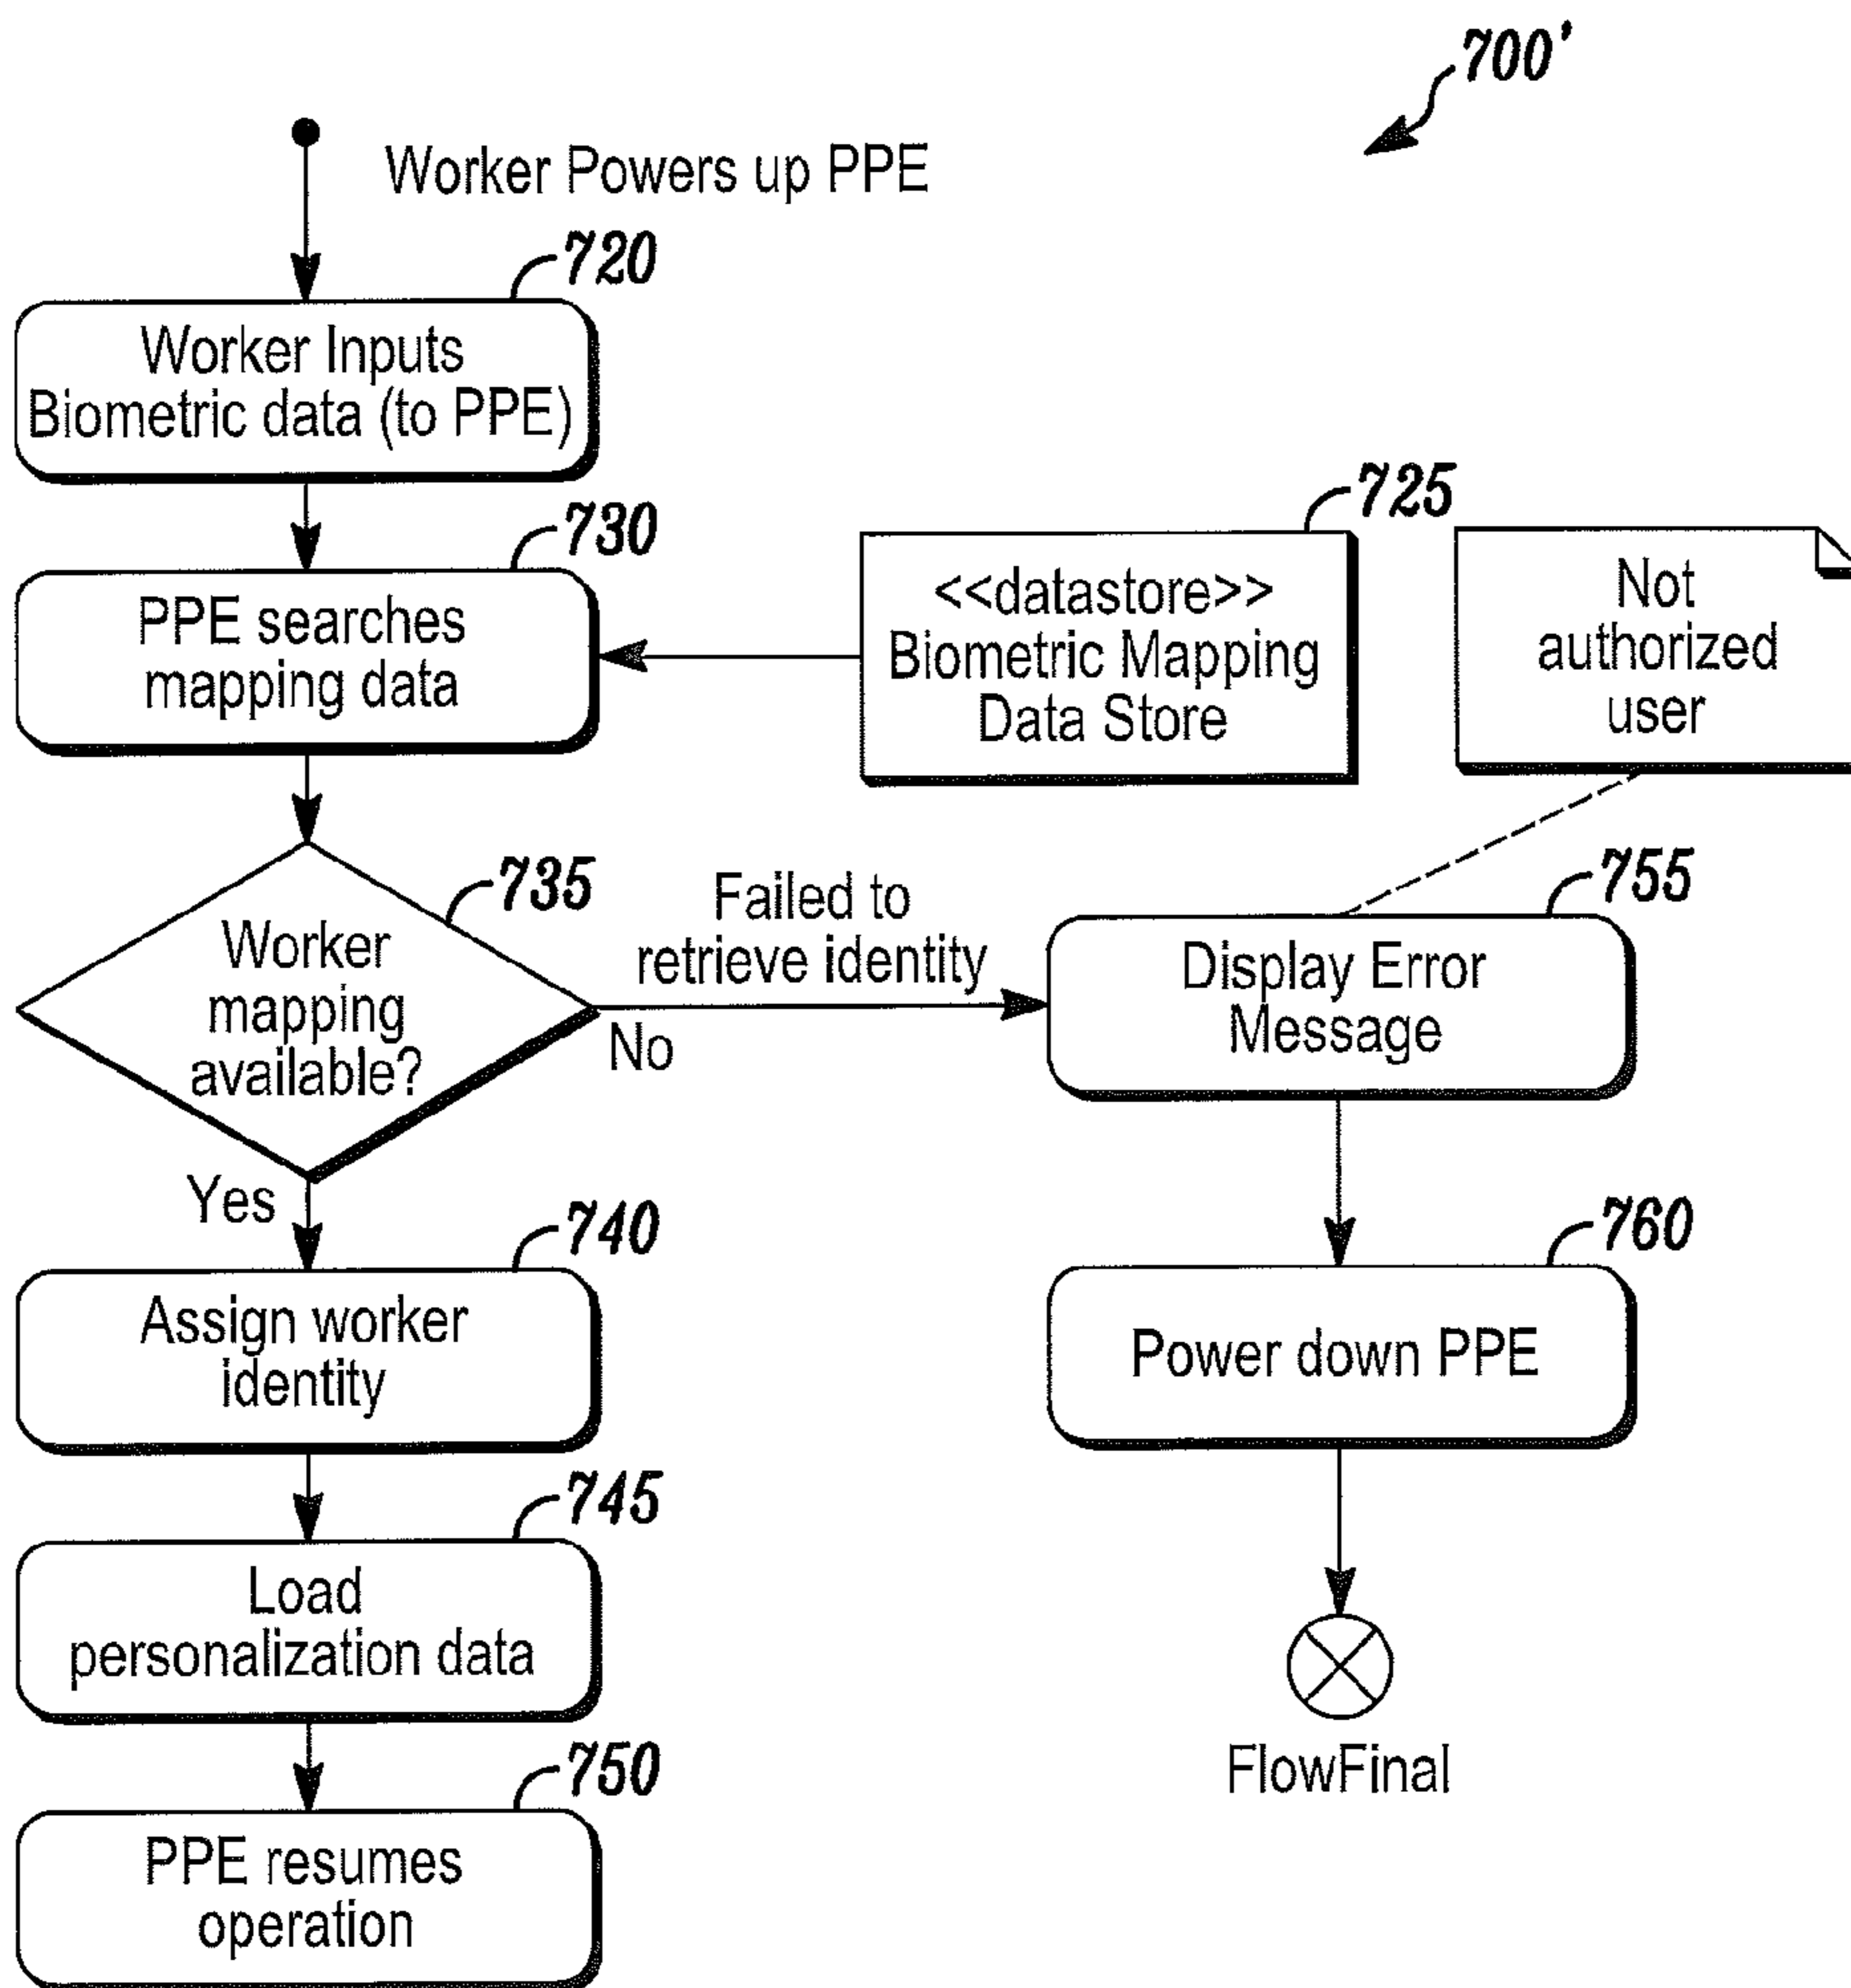 700'
Worker Powers up PPE
720
Worker Inputs
Biometric data (to PPE)
730
PPE searches
mapping data
725
<<datastore>>
Biometric Mapping
Data Store
Not
authorized
user
735
Worker
mapping
available?
Failed to
retrieve identity
No
Yes
755
Display Error
Message
740
Assign worker
identity
760
Power down PPE
745
Load
personalization data
FlowFinal
750
PPE resumes
operation